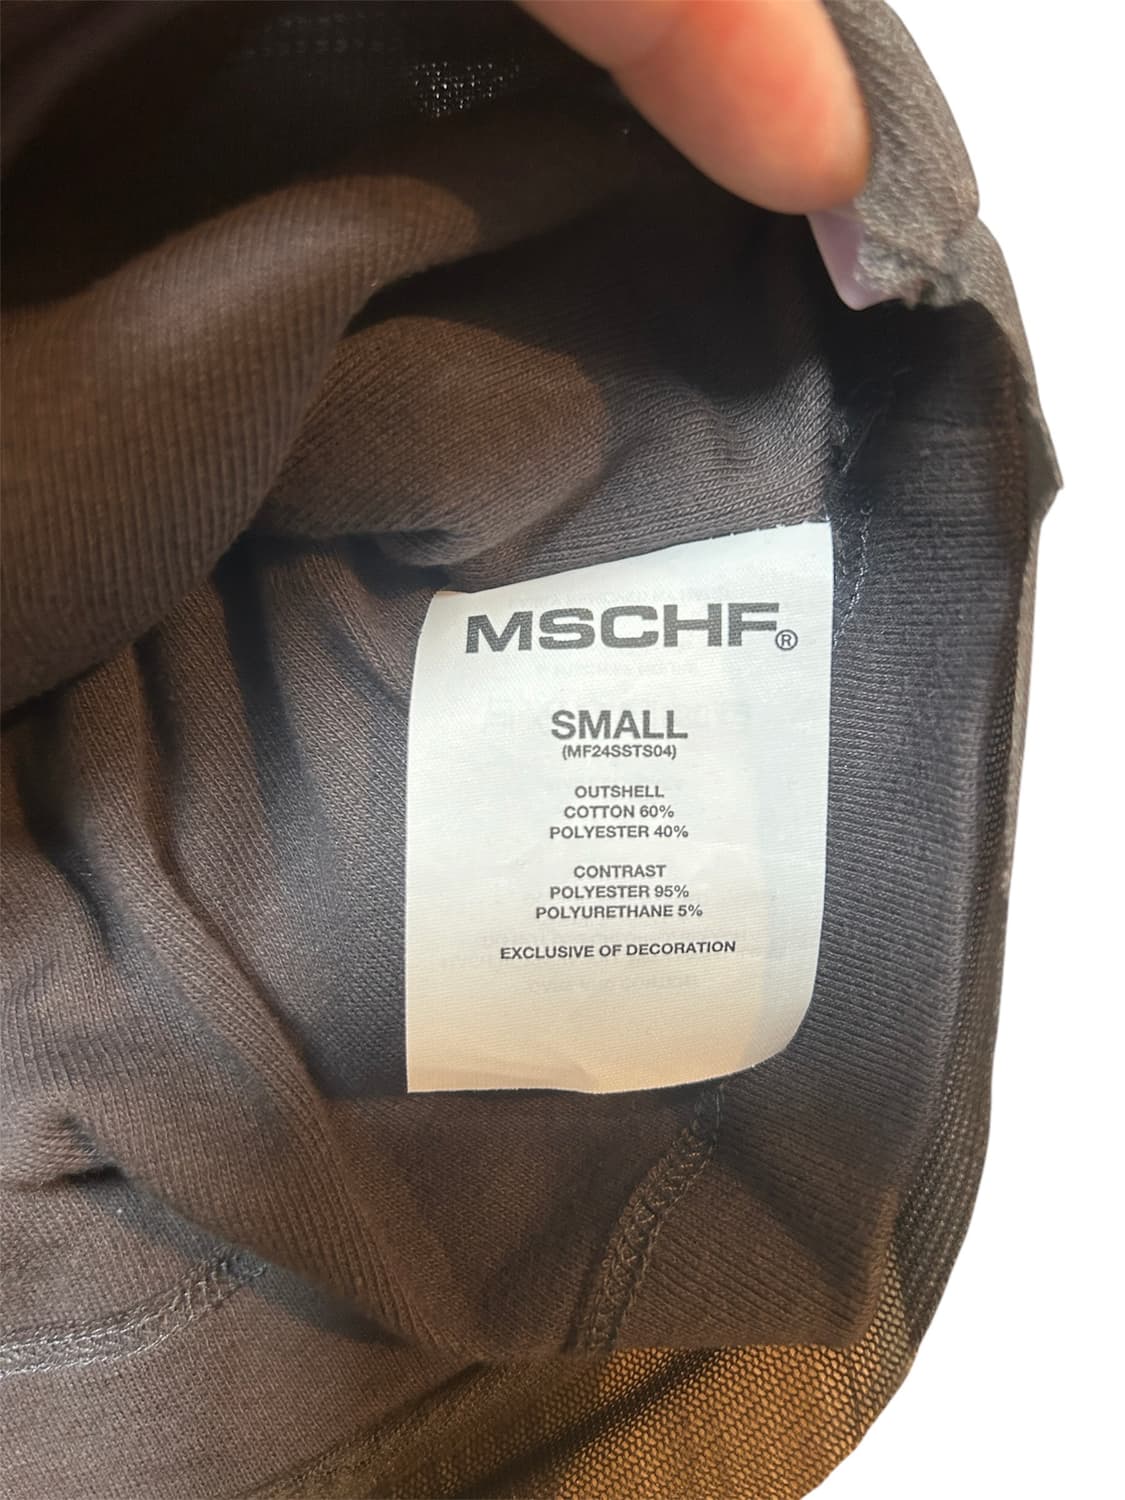 MSCHF®
SMALL
(MF24SSTS04)
OUTSHELL
COTTON 60%
POLYESTER 40%
CONTRAST
POLYESTER 95%
POLYURETHANE 5%
EXCLUSIVE OF DECORATION